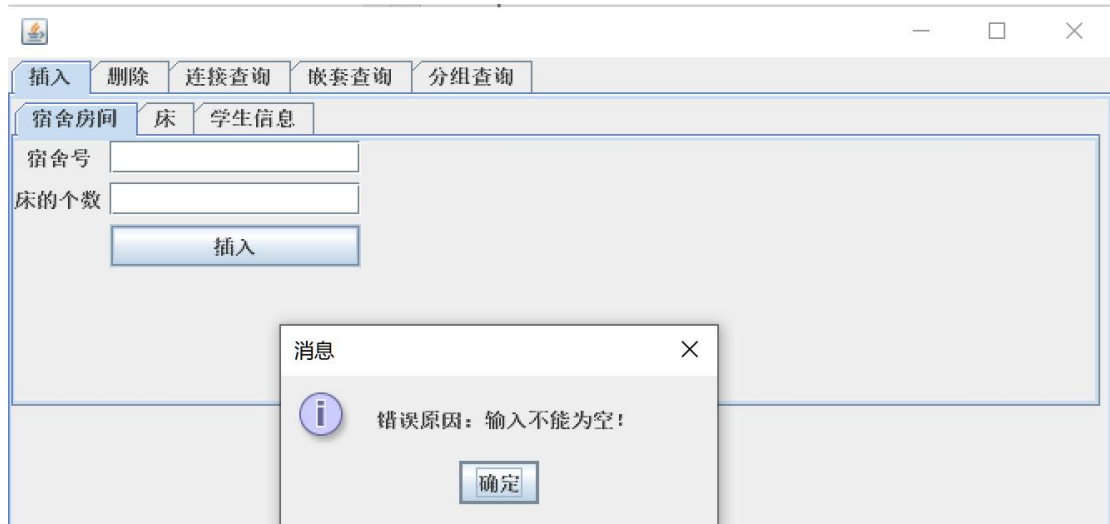 插入 删除 连接查询 嵌套查询 分组查询
宿舍房间 床 学生信息
宿舍号
床的个数
插入
消息
错误原因：输入不能为空！
确定